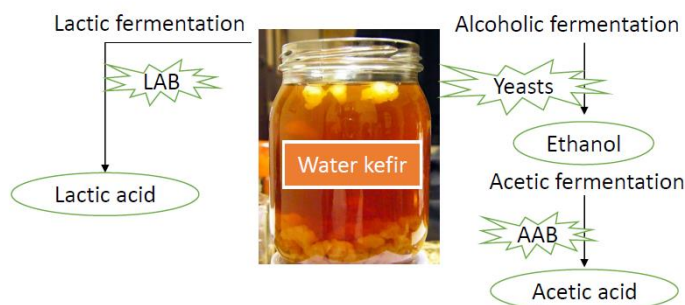 Lactic fermentation
LAB
Lactic acid
Water kefir
Alcoholic fermentation
Yeasts
Ethanol
Acetic fermentation
AAB
Acetic acid